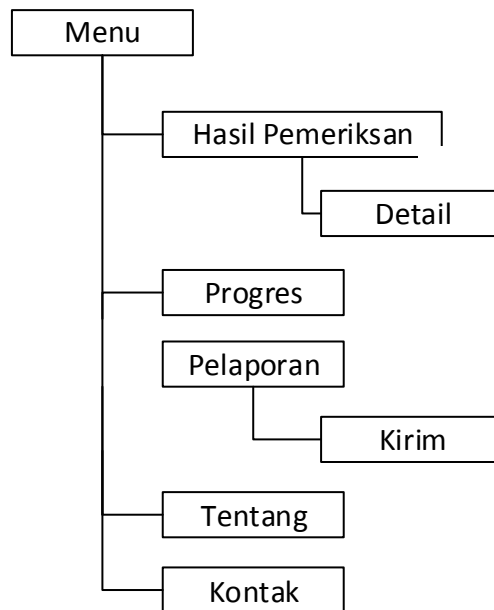 Menu
Hasil Pemeriksan
Detail
Progres
Pelaporan
Kirim
Tentang
Kontak